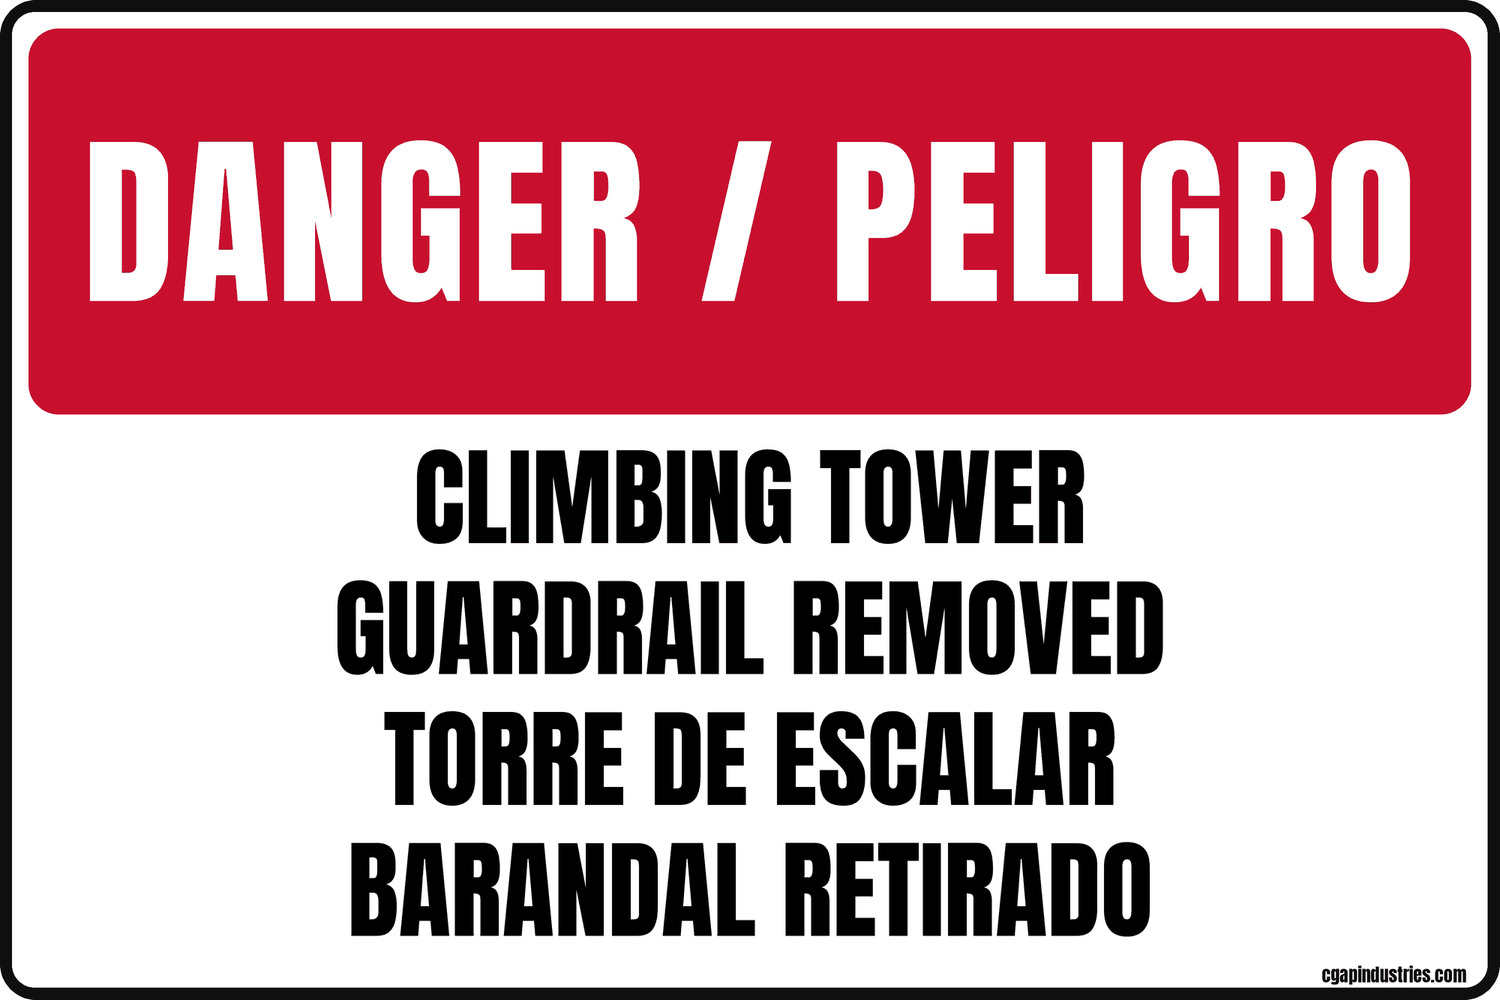 DANGER / PELIGRO
CLIMBING TOWER
GUARDRAIL REMOVED
TORRE DE ESCALAR
BARANDAL RETIRADO
cgapindustries.com